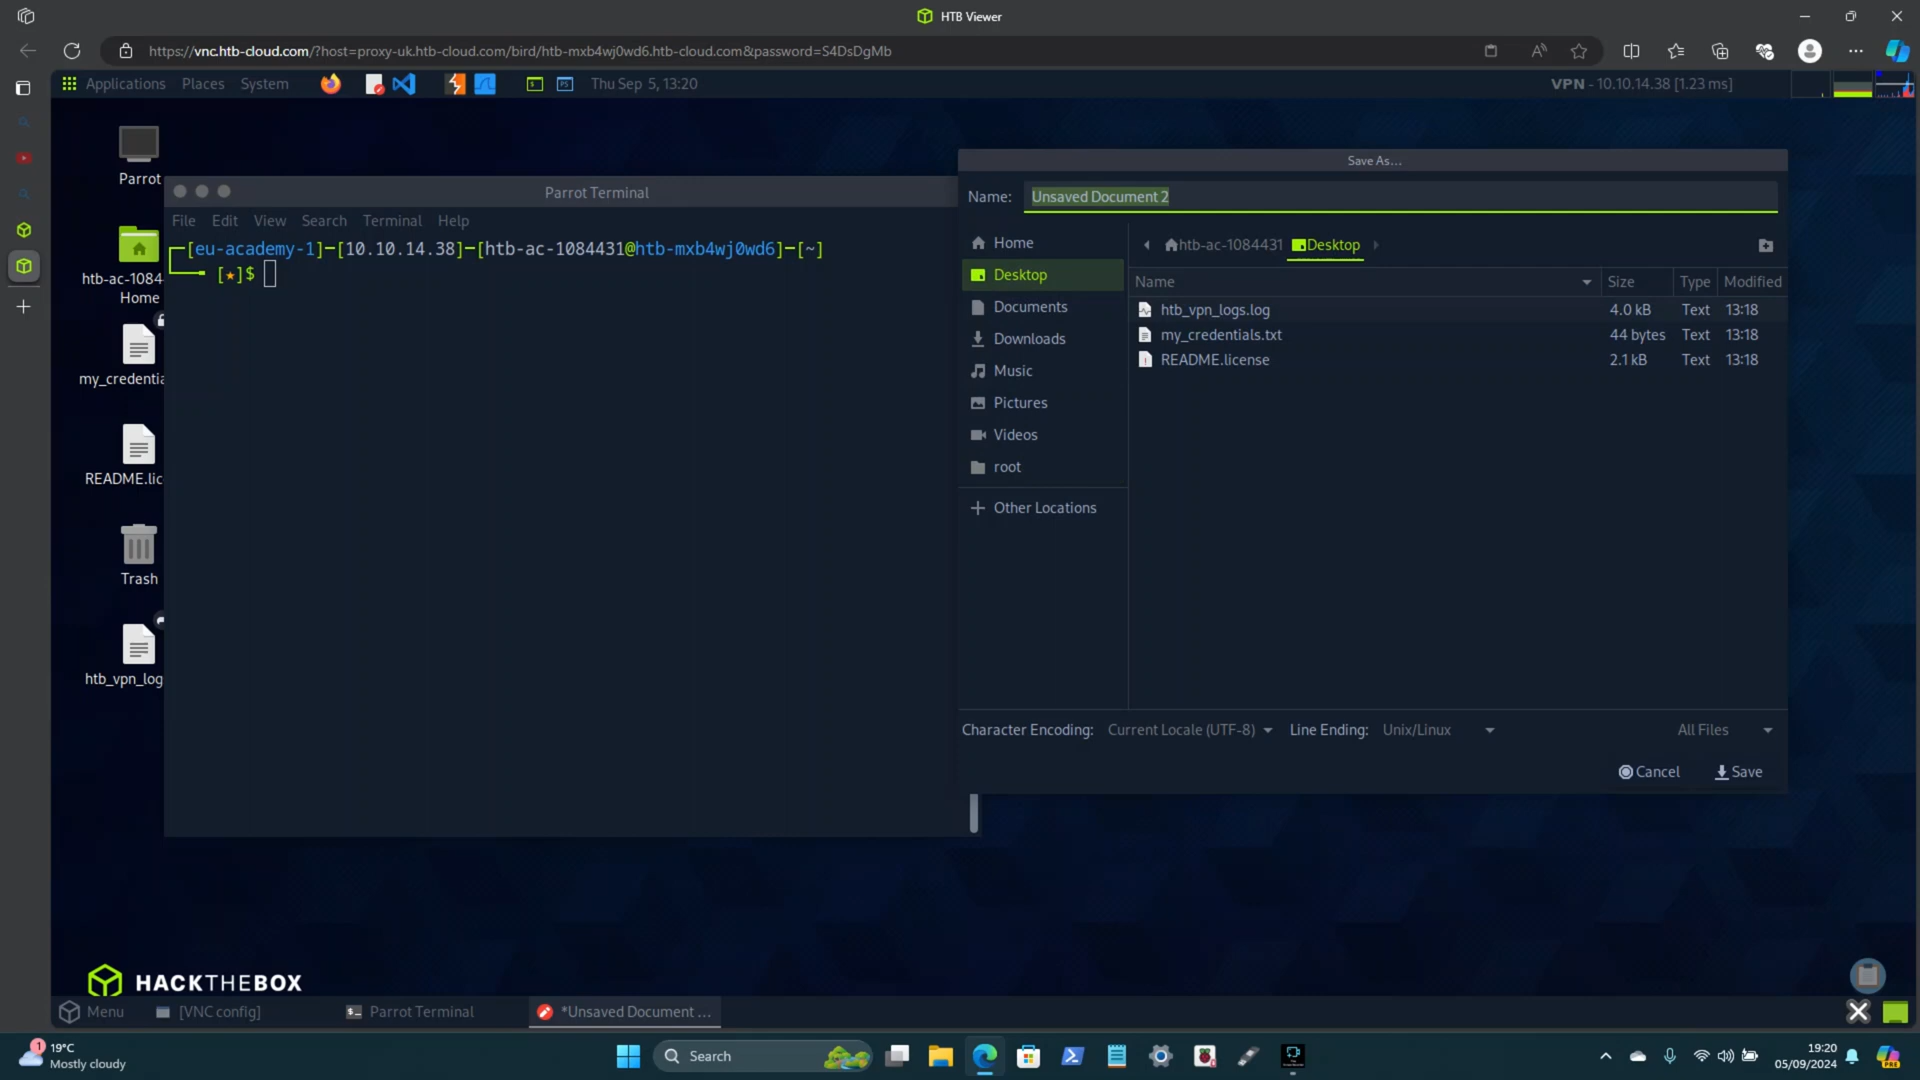 HTB Viewer
https://vnc.htb-cloud.com/?host=proxy-uk.htb-cloud.com/bird/htb-mxb4wj0wd6.htb-cloud.com&password=S4DsDgMb
Applications Places System Thu Sep 5, 13:20 VPN - 10.10.14.38 [1.23 ms]
Parrot
htb-ac-1084
Home
my_credentia
README.lic
Trash
htb_vpn_log
HACKTHEBOX
Parrot Terminal
File Edit View Search Terminal Help
┌─[eu-academy-1]─[10.10.14.38]─[htb-ac-1084431@htb-mxb4wj0wd6]─[~]
└──╼ [★]$
Save As…
Name: Unsaved Document 2
Home
Desktop
Documents
Downloads
Music
Pictures
Videos
root
Other Locations
htb-ac-1084431 Desktop
Name Size Type Modified
htb_vpn_logs.log 4.0 kB Text 13:18
my_credentials.txt 44 bytes Text 13:18
README.license 2.1 kB Text 13:18
Character Encoding: Current Locale (UTF-8) Line Ending: Unix/Linux All Files
Cancel Save
Menu [VNC config] Parrot Terminal *Unsaved Document ...
1
19°C
Mostly cloudy
Search
19:20
05/09/2024
PRE